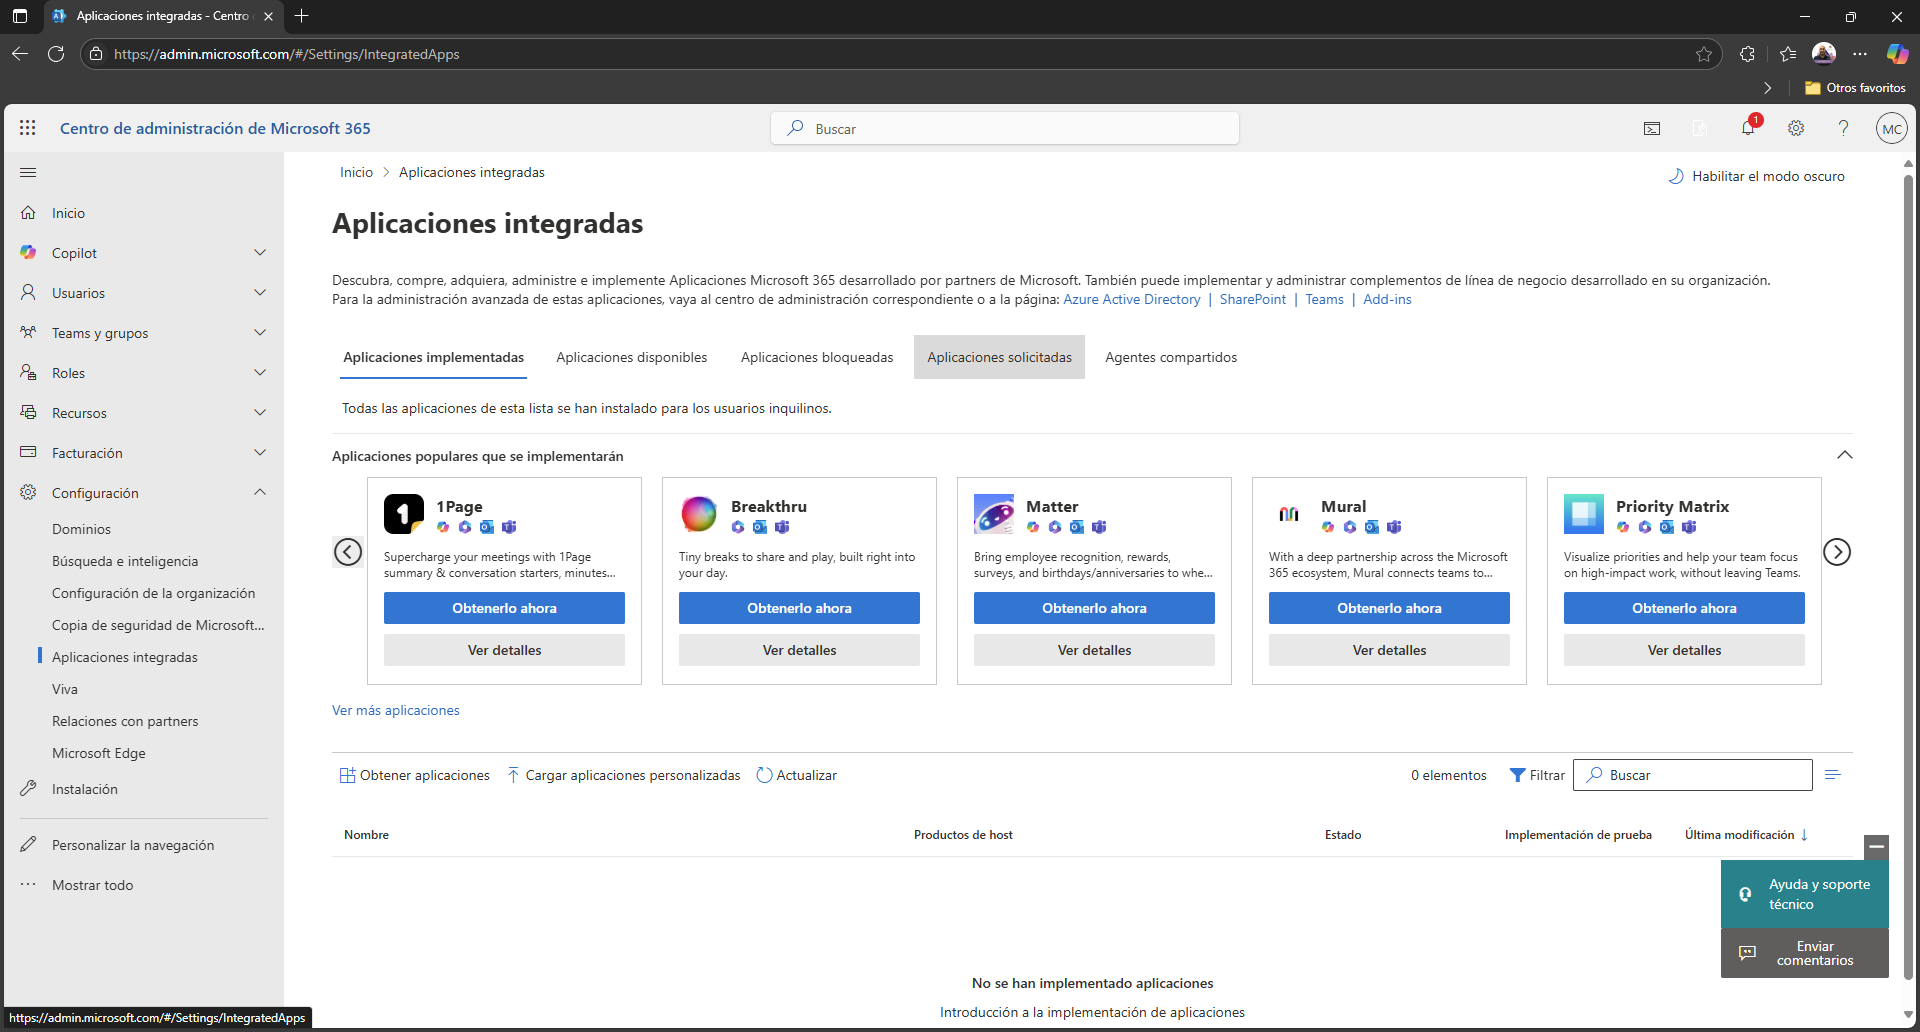 Aplicaciones integradas - Centro
https://admin.microsoft.com/#/Settings/IntegratedApps
Otros favoritos
Centro de administración de Microsoft 365
Buscar
1
MC
Inicio
Copilot
Usuarios
Teams y grupos
Roles
Recursos
Facturación
Configuración
Dominios
Búsqueda e inteligencia
Configuración de la organización
Copia de seguridad de Microsoft...
Aplicaciones integradas
Viva
Relaciones con partners
Microsoft Edge
Instalación
Personalizar la navegación
Mostrar todo
Inicio > Aplicaciones integradas
Habilitar el modo oscuro
Aplicaciones integradas
Descubra, compre, adquiera, administre e implemente Aplicaciones Microsoft 365 desarrollado por partners de Microsoft. También puede implementar y administrar complementos de línea de negocio desarrollado en su organización.
Para la administración avanzada de estas aplicaciones, vaya al centro de administración correspondiente o a la página: Azure Active Directory | SharePoint | Teams | Add-ins
Aplicaciones implementadas Aplicaciones disponibles Aplicaciones bloqueadas Aplicaciones solicitadas Agentes compartidos
Todas las aplicaciones de esta lista se han instalado para los usuarios inquilinos.
Aplicaciones populares que se implementarán
1Page
Supercharge your meetings with 1Page
summary & conversation starters, minutes...
Obtenerlo ahora
Ver detalles
Breakthru
Tiny breaks to share and play, built right into
your day.
Obtenerlo ahora
Ver detalles
Matter
Bring employee recognition, rewards,
surveys, and birthdays/anniversaries to whe...
Obtenerlo ahora
Ver detalles
Mural
With a deep partnership across the Microsoft
365 ecosystem, Mural connects teams to...
Obtenerlo ahora
Ver detalles
Priority Matrix
Visualize priorities and help your team focus
on high-impact work, without leaving Teams.
Obtenerlo ahora
Ver detalles
Ver más aplicaciones
Obtener aplicaciones Cargar aplicaciones personalizadas Actualizar
0 elementos Filtrar Buscar
Nombre Productos de host Estado Implementación de prueba Última modificación ↓
Ayuda y soporte
técnico
Enviar
comentarios
No se han implementado aplicaciones
Introducción a la implementación de aplicaciones
https://admin.microsoft.com/#/Settings/IntegratedApps